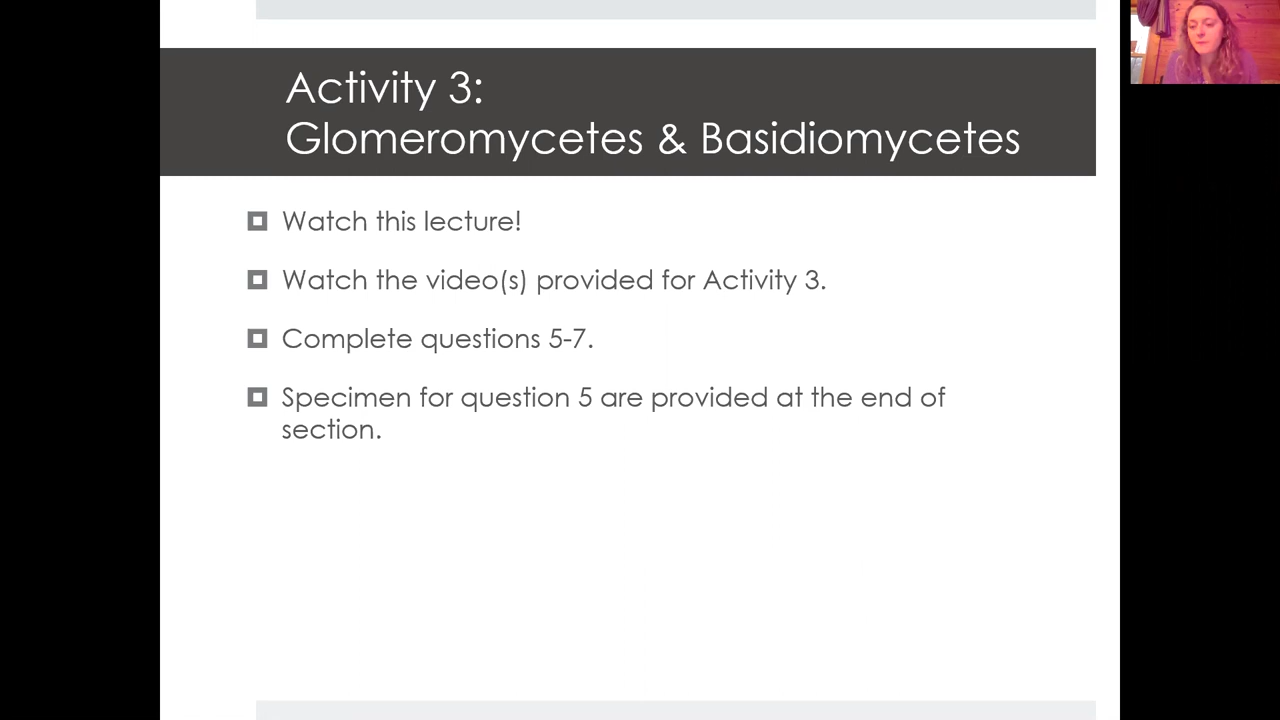 Activity 3:
Glomeromycetes & Basidiomycetes
Watch this lecture!
Watch the video(s) provided for Activity 3.
Complete questions 5-7.
Specimen for question 5 are provided at the end of
section.